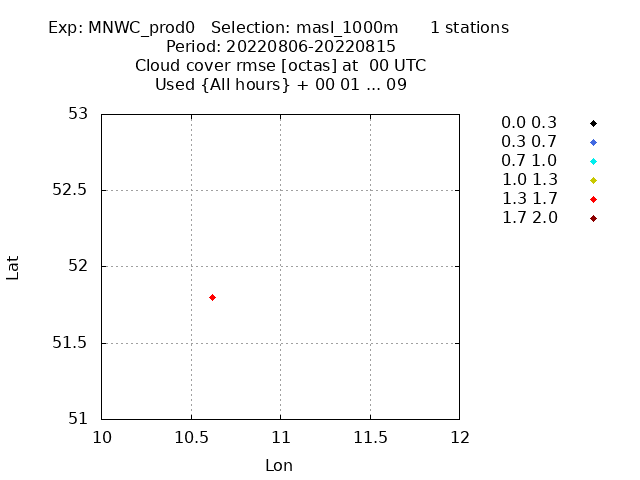 Exp: MNWC_prod0 Selection: masl_1000m 1 stations
Period: 20220806-20220815
Cloud cover rmse [octas] at 00 UTC
Used {All hours} + 00 01 ... 09
53
52.5
52
51.5
51
Lat
10 10.5 11 11.5 12
Lon
0.0 0.3
0.3 0.7
0.7 1.0
1.0 1.3
1.3 1.7
1.7 2.0